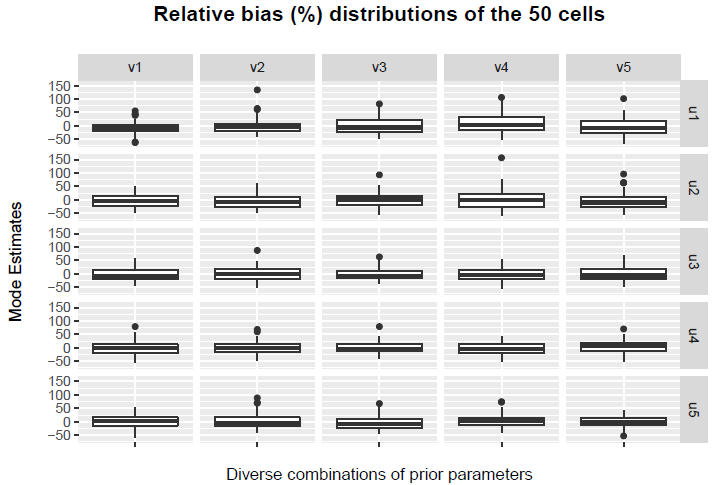 Relative bias (%) distributions of the 50 cells
v1 v2 v3 v4 v5
150
100
50
0
−50
u1
150
100
50
0
−50
u2
150
100
50
0
−50
u3
150
100
50
0
−50
u4
150
100
50
0
−50
u5
Mode Estimates
Diverse combinations of prior parameters